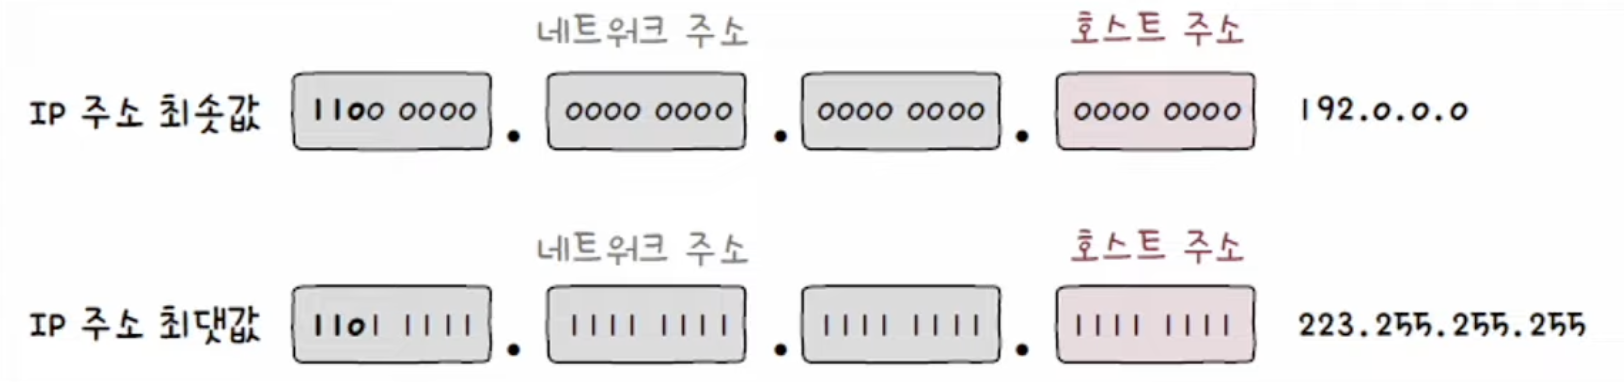 네트워크 주소 호스트 주소
IP 주소 최솟값 1100 0000 . 0000 0000 . 0000 0000 . 0000 0000 192.0.0.0
네트워크 주소 호스트 주소
IP 주소 최댓값 1101 1111 . 1111 1111 . 1111 1111 . 1111 1111 223.255.255.255